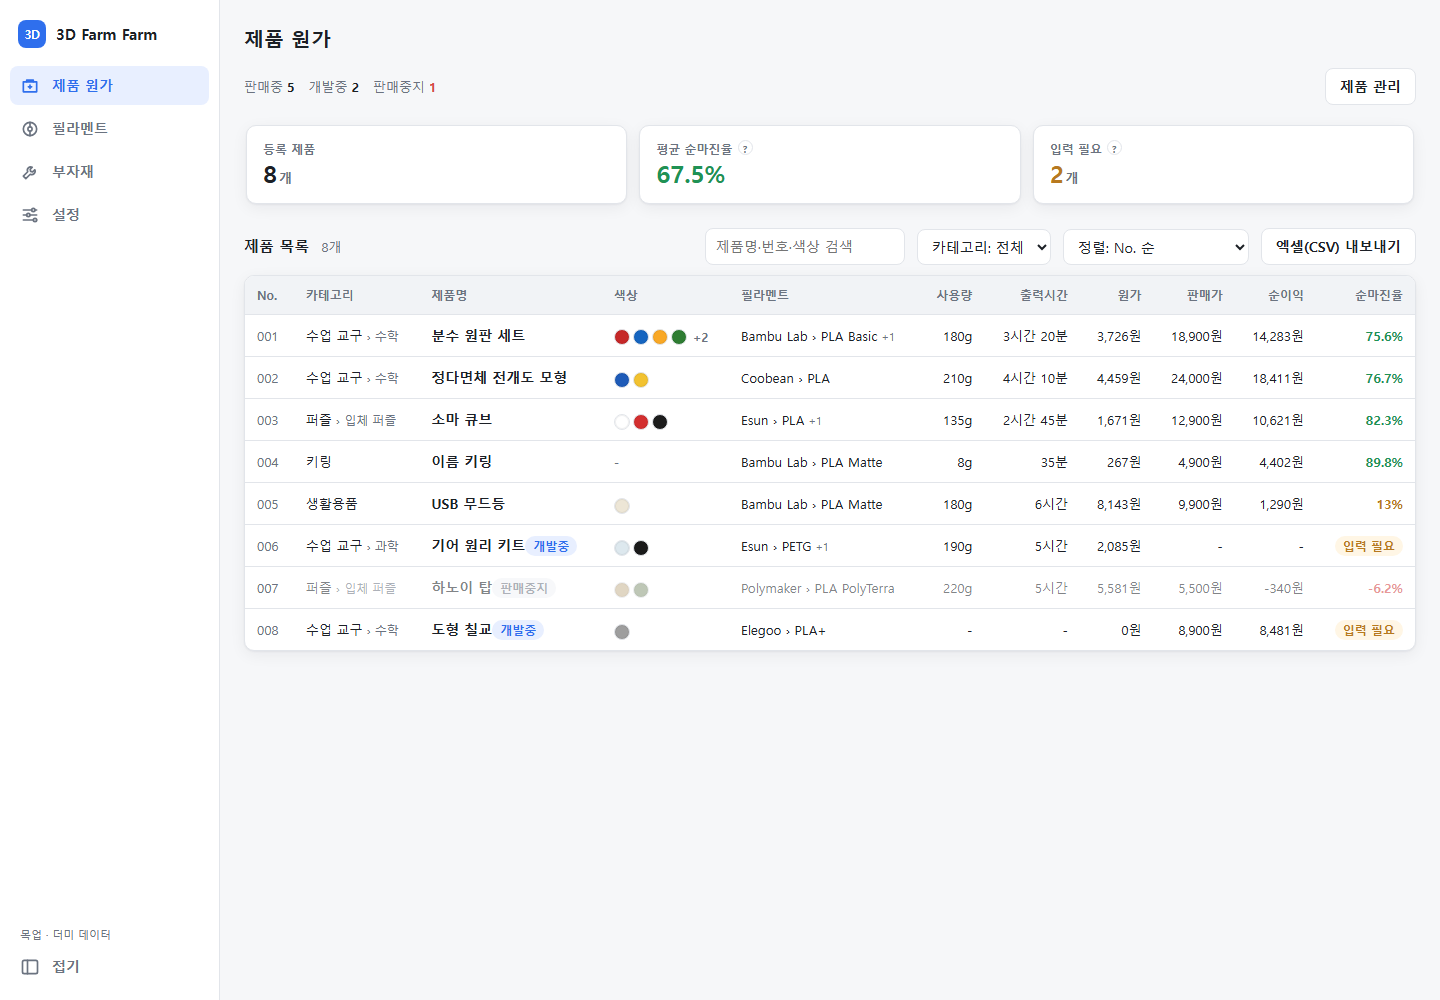 3D 3D Farm Farm
제품 원가
필라멘트
부자재
설정
목업 · 더미 데이터
접기
제품 원가
판매중 5 개발중 2 판매중지 1
제품 관리
등록 제품
8개
평균 순마진율 ?
67.5%
입력 필요 ?
2개
제품 목록 8개
제품명·번호·색상 검색
카테고리: 전체
정렬: No. 순
엑셀(CSV) 내보내기
No. 카테고리 제품명 색상 필라멘트 사용량 출력시간 원가 판매가 순이익 순마진율
001 수업 교구 › 수학 분수 원판 세트 +2 Bambu Lab › PLA Basic +1 180g 3시간 20분 3,726원 18,900원 14,283원 75.6%
002 수업 교구 › 수학 정다면체 전개도 모형 Coobean › PLA 210g 4시간 10분 4,459원 24,000원 18,411원 76.7%
003 퍼즐 › 입체 퍼즐 소마 큐브 Esun › PLA +1 135g 2시간 45분 1,671원 12,900원 10,621원 82.3%
004 키링 이름 키링 - Bambu Lab › PLA Matte 8g 35분 267원 4,900원 4,402원 89.8%
005 생활용품 USB 무드등 Bambu Lab › PLA Matte 180g 6시간 8,143원 9,900원 1,290원 13%
006 수업 교구 › 과학 기어 원리 키트 개발중 Esun › PETG +1 190g 5시간 2,085원 - - 입력 필요
007 퍼즐 › 입체 퍼즐 하노이 탑 판매중지 Polymaker › PLA PolyTerra 220g 5시간 5,581원 5,500원 -340원 -6.2%
008 수업 교구 › 수학 도형 칠교 개발중 Elegoo › PLA+ - - 0원 8,900원 8,481원 입력 필요